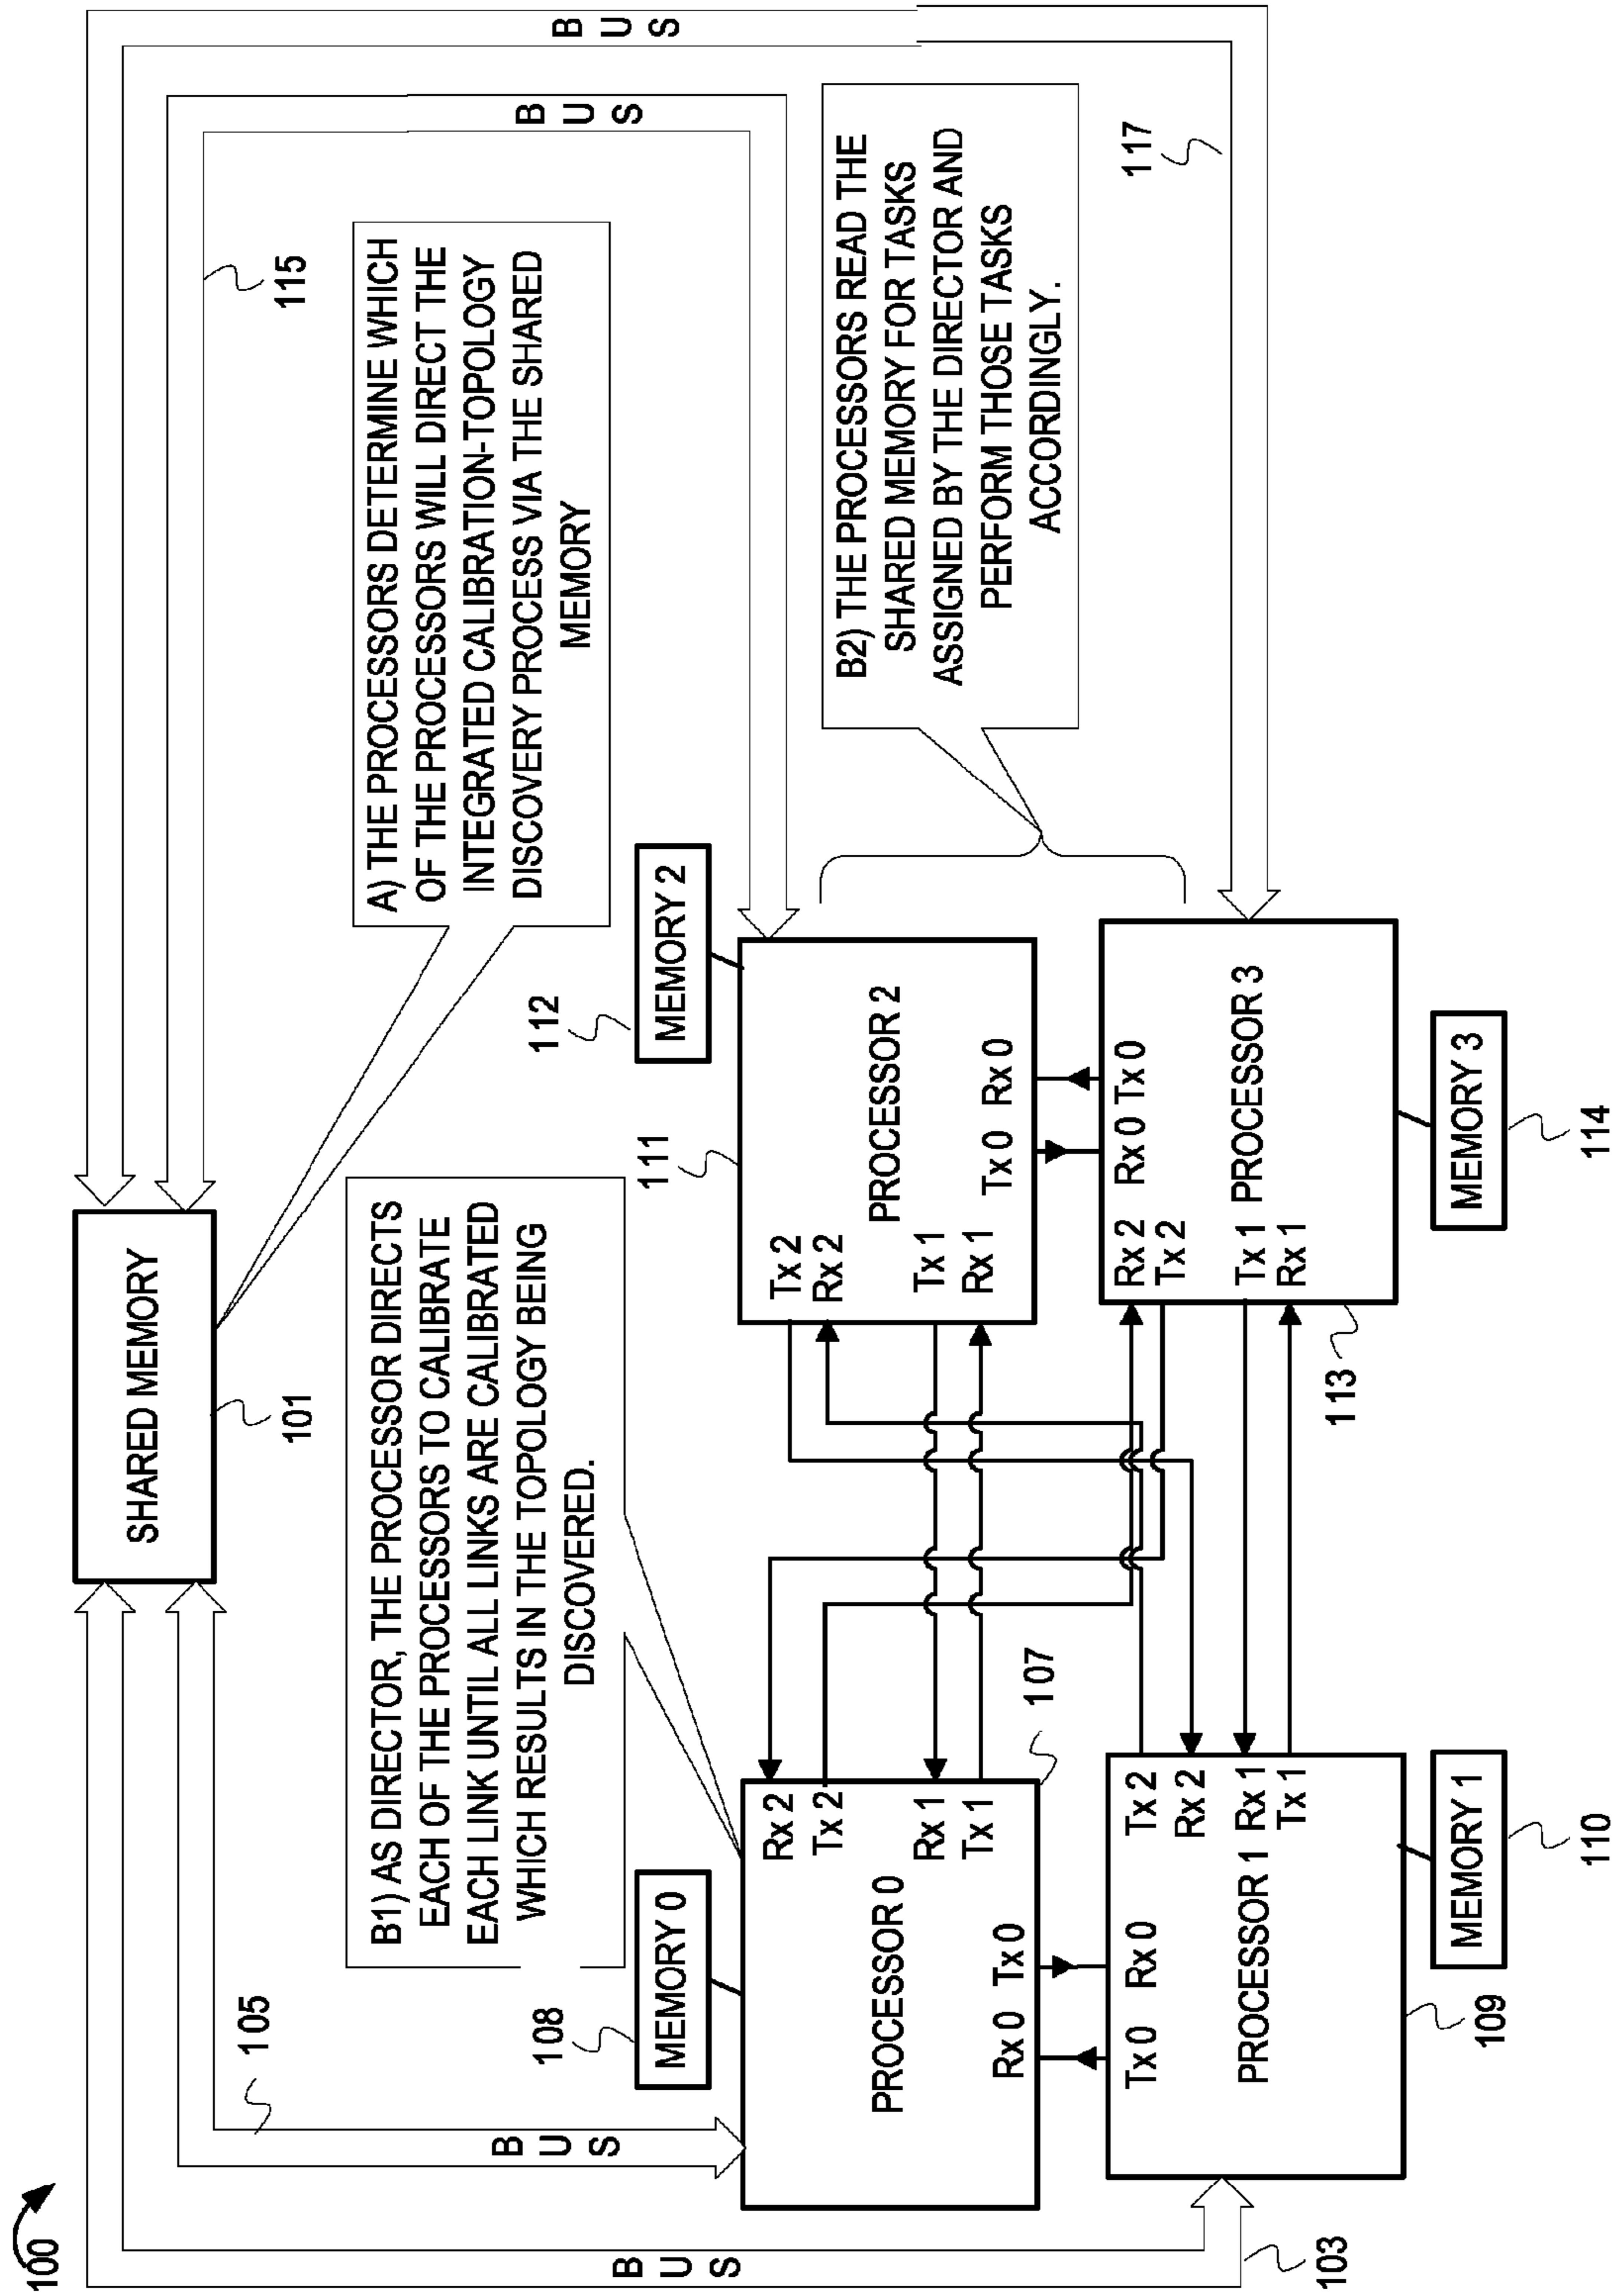 100
SHARED MEMORY
101
BUS
BUS
BUS
BUS
105
115
A) THE PROCESSORS DETERMINE WHICH
OF THE PROCESSORS WILL DIRECT THE
INTEGRATED CALIBRATION-TOPOLOGY
DISCOVERY PROCESS VIA THE SHARED
MEMORY
B1) AS DIRECTOR, THE PROCESSOR DIRECTS
EACH OF THE PROCESSORS TO CALIBRATE
EACH LINK UNTIL ALL LINKS ARE CALIBRATED
WHICH RESULTS IN THE TOPOLOGY BEING
DISCOVERED.
B2) THE PROCESSORS READ THE
SHARED MEMORY FOR TASKS
ASSIGNED BY THE DIRECTOR AND
PERFORM THOSE TASKS
ACCORDINGLY.
108
MEMORY 0
112
MEMORY 2
111
117
PROCESSOR 0
Rx 2
Tx 2
Rx 1
Tx 1
Rx 0
Tx 0
107
PROCESSOR 2
Tx 2
Rx 2
Tx 1
Rx 1
Tx 0
Rx 0
PROCESSOR 1
Tx 0
Rx 0
Tx 2
Rx 2
Rx 1
Tx 1
PROCESSOR 3
Rx 2
Tx 2
Rx 0
Tx 0
Tx 1
Rx 1
103
109
113
MEMORY 1
110
MEMORY 3
114